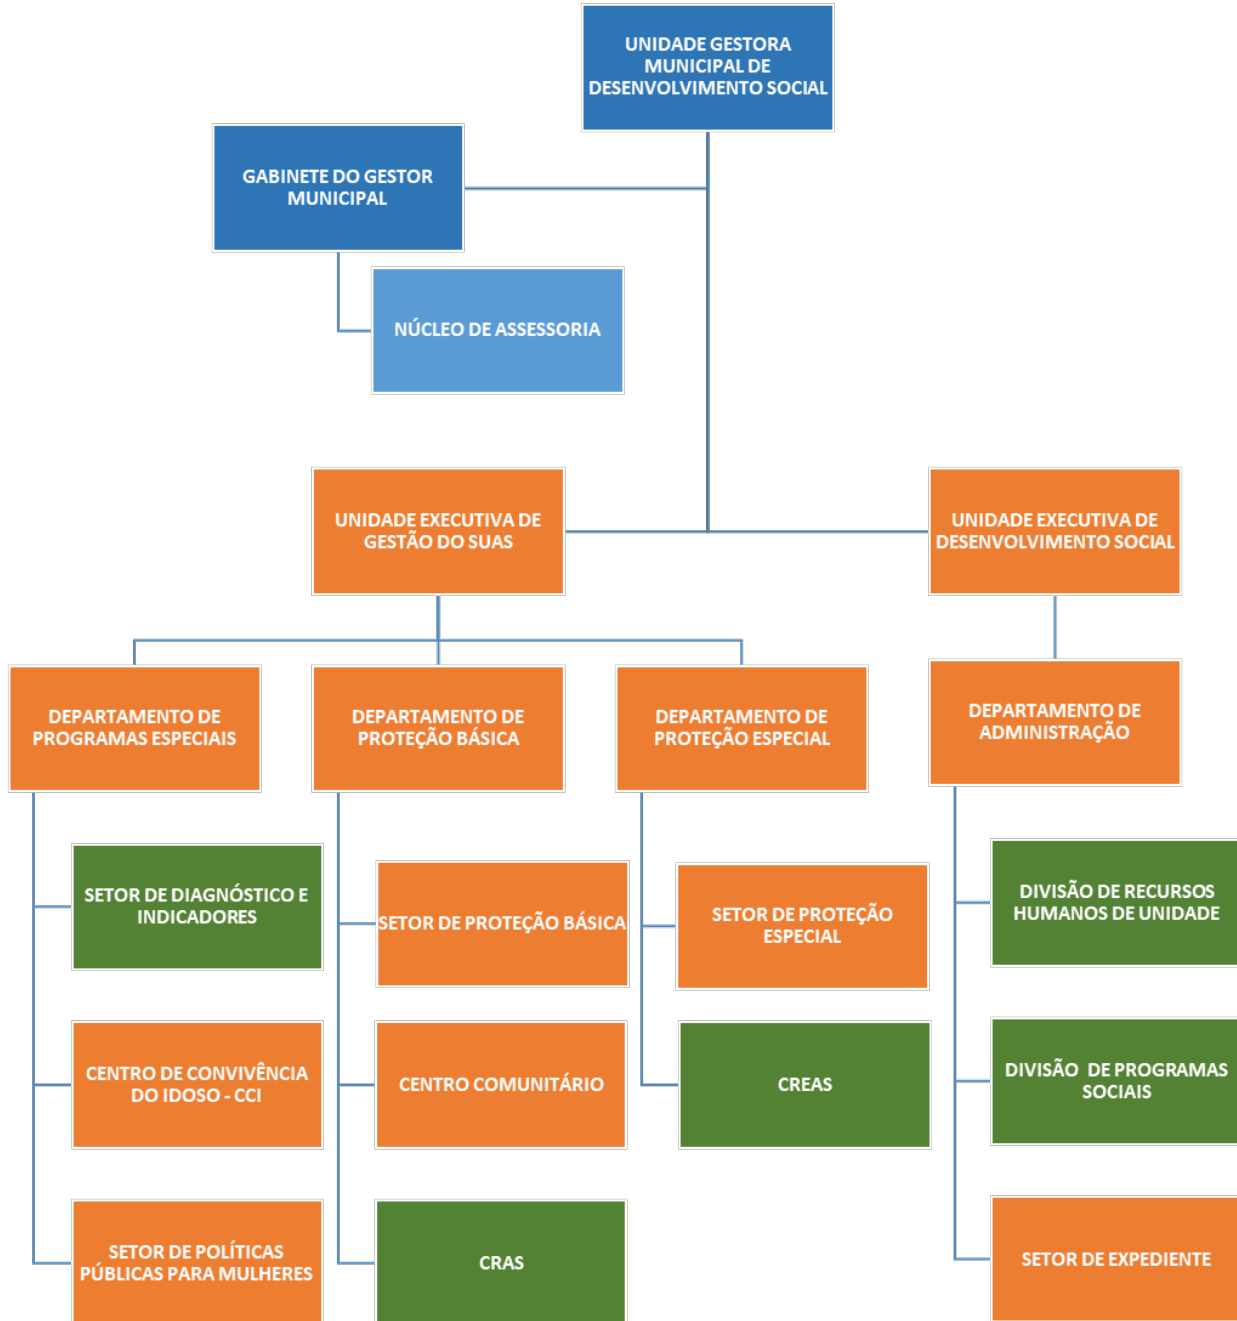 UNIDADE GESTORA
MUNICIPAL DE
DESENVOLVIMENTO SOCIAL
GABINETE DO GESTOR
MUNICIPAL
NÚCLEO DE ASSESSORIA
UNIDADE EXECUTIVA DE
GESTÃO DO SUAS
UNIDADE EXECUTIVA DE
DESENVOLVIMENTO SOCIAL
DEPARTAMENTO DE
PROGRAMAS ESPECIAIS
DEPARTAMENTO DE
PROTEÇÃO BÁSICA
DEPARTAMENTO DE
PROTEÇÃO ESPECIAL
DEPARTAMENTO DE
ADMINISTRAÇÃO
SETOR DE DIAGNÓSTICO E
INDICADORES
SETOR DE PROTEÇÃO BÁSICA
SETOR DE PROTEÇÃO
ESPECIAL
DIVISÃO DE RECURSOS
HUMANOS DE UNIDADE
CENTRO DE CONVIVÊNCIA
DO IDOSO - CCI
CENTRO COMUNITÁRIO
CREAS
DIVISÃO DE PROGRAMAS
SOCIAIS
SETOR DE POLÍTICAS
PÚBLICAS PARA MULHERES
CRAS
SETOR DE EXPEDIENTE